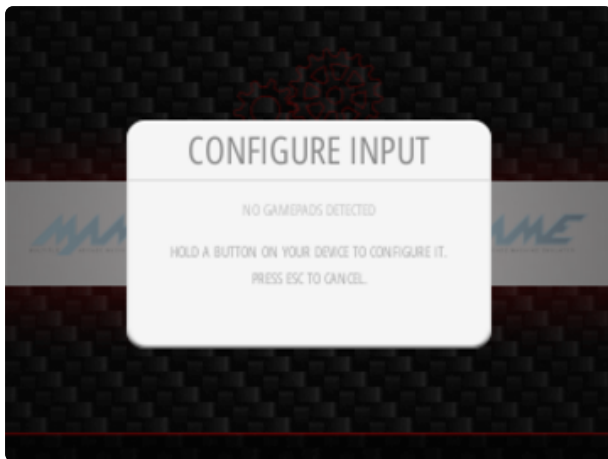 CONFIGURE INPUT
NO GAMEPADS DETECTED
HOLD A BUTTON ON YOUR DEVICE TO CONFIGURE IT.
PRESS ESC TO CANCEL.